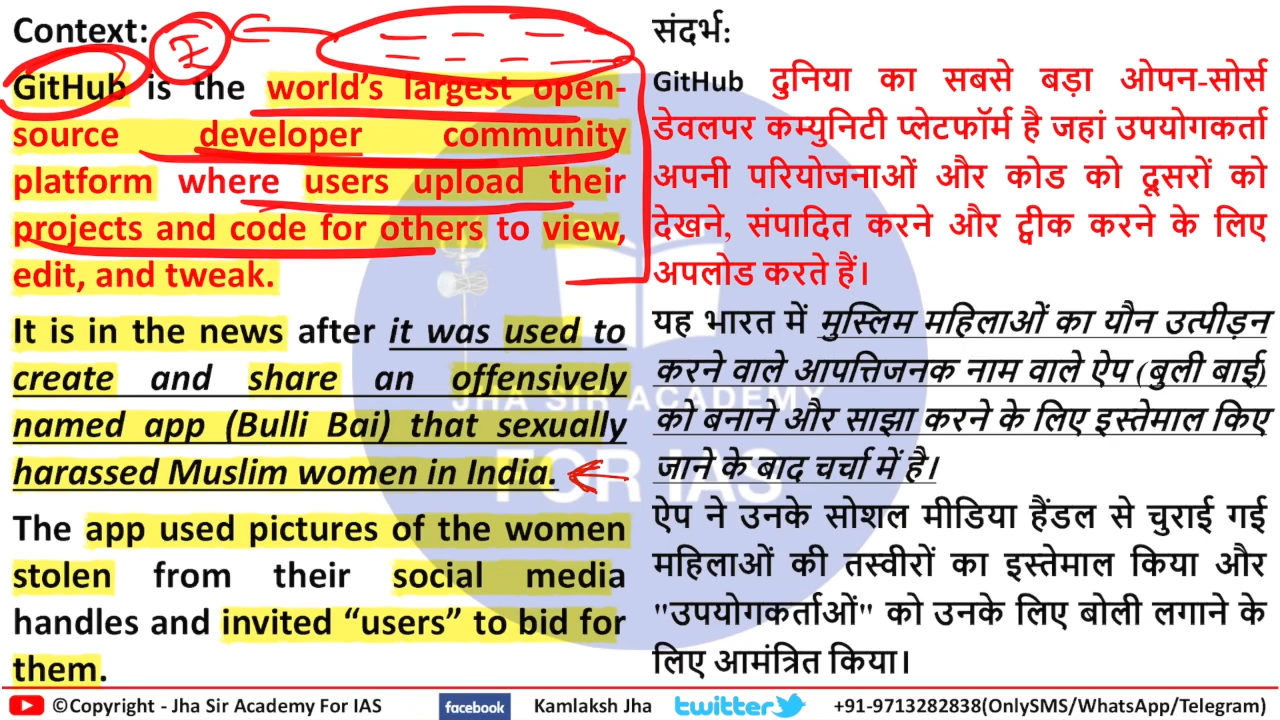 Context:
GitHub is the world’s largest open-
source developer community
platform where users upload their
projects and code for others to view,
edit, and tweak.
It is in the news after it was used to
create and share an offensively
named app (Bulli Bai) that sexually
harassed Muslim women in India.
The app used pictures of the women
stolen from their social media
handles and invited “users” to bid for
them.
संदर्भ:
GitHub दुनिया का सबसे बड़ा ओपन-सोर्स
डेवलपर कम्युनिटी प्लेटफॉर्म है जहां उपयोगकर्ता
अपनी परियोजनाओं और कोड को दूसरों को
देखने, संपादित करने और ट्वीक करने के लिए
अपलोड करते हैं।
यह भारत में मुस्लिम महिलाओं का यौन उत्पीड़न
करने वाले आपत्तिजनक नाम वाले ऐप (बुली बाई)
को बनाने और साझा करने के लिए इस्तेमाल किए
जाने के बाद चर्चा में है।
ऐप ने उनके सोशल मीडिया हैंडल से चुराई गई
महिलाओं की तस्वीरों का इस्तेमाल किया और
"उपयोगकर्ताओं" को उनके लिए बोली लगाने के
लिए आमंत्रित किया।
JHA SIR ACADEMY
FOR IAS
©Copyright - Jha Sir Academy For IAS facebook Kamlaksh Jha twitter +91-9713282838(OnlySMS/WhatsApp/Telegram)